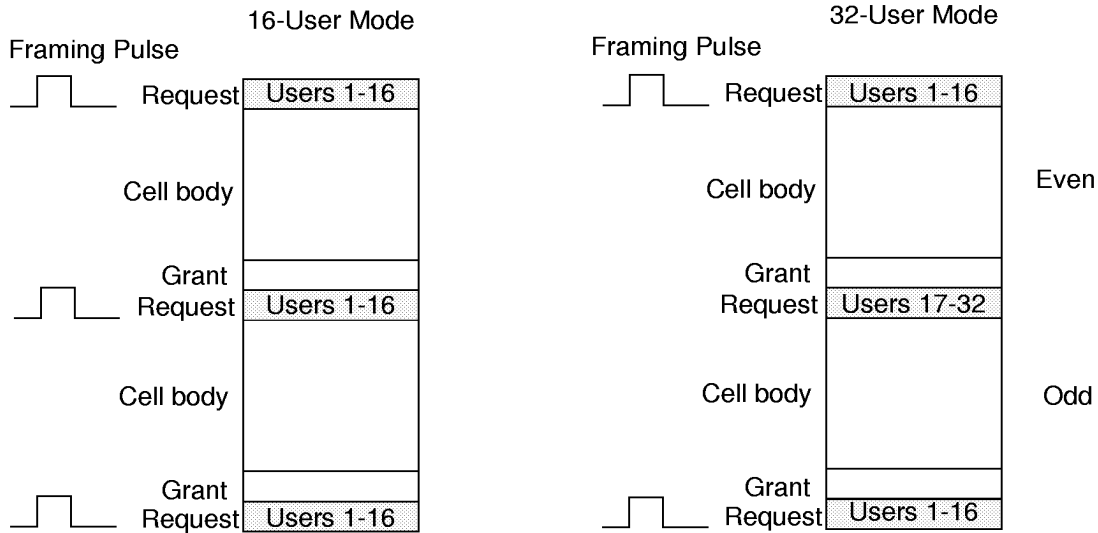 16-User Mode
Framing Pulse
Request Users 1-16
Cell body
Grant
Request Users 1-16
Cell body
Grant
Request Users 1-16
32-User Mode
Framing Pulse
Request Users 1-16
Cell body
Even
Grant
Request Users 17-32
Cell body
Odd
Grant
Request Users 1-16